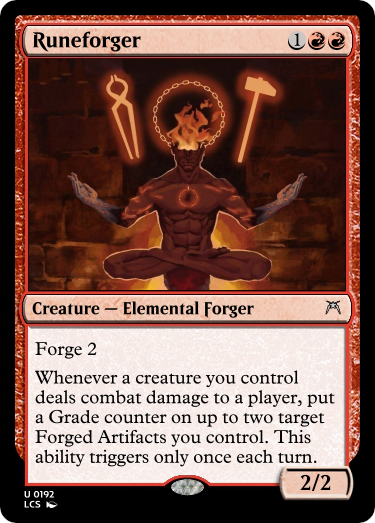 Runeforger 1
Creature — Elemental Forger
Forge 2
Whenever a creature you control
deals combat damage to a player, put
a Grade counter on up to two target
Forged Artifacts you control. This
ability triggers only once each turn.
2/2
U 0192
LCS